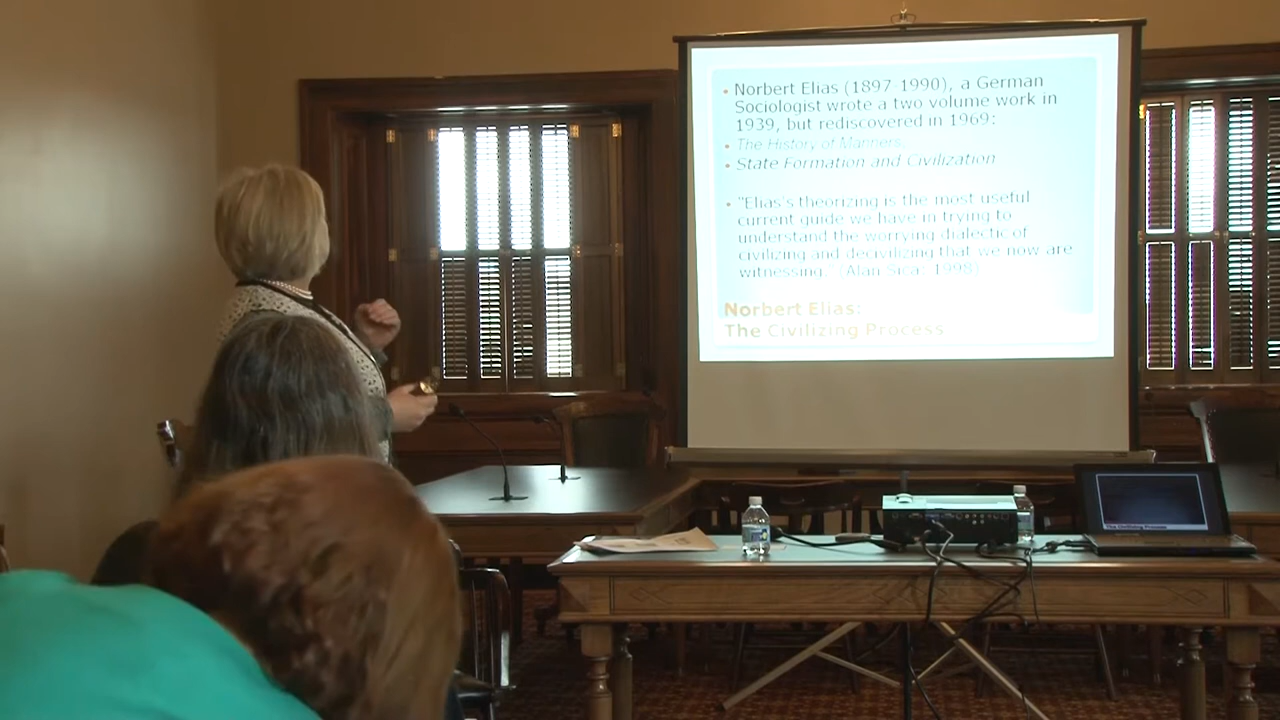 Norbert Elias (1897-1990), a German
Sociologist wrote a two volume work in
1939, but rediscovered in 1969:
The History of Manners,
State Formation and Civilization
"Elias's theorizing is the most useful
current guide we have in trying to
understand the worrying dialectic of
civilizing and decivilizing that we now are
witnessing." (Alan Sica, 1998)
Norbert Elias:
The Civilizing Process
The Civilizing Process